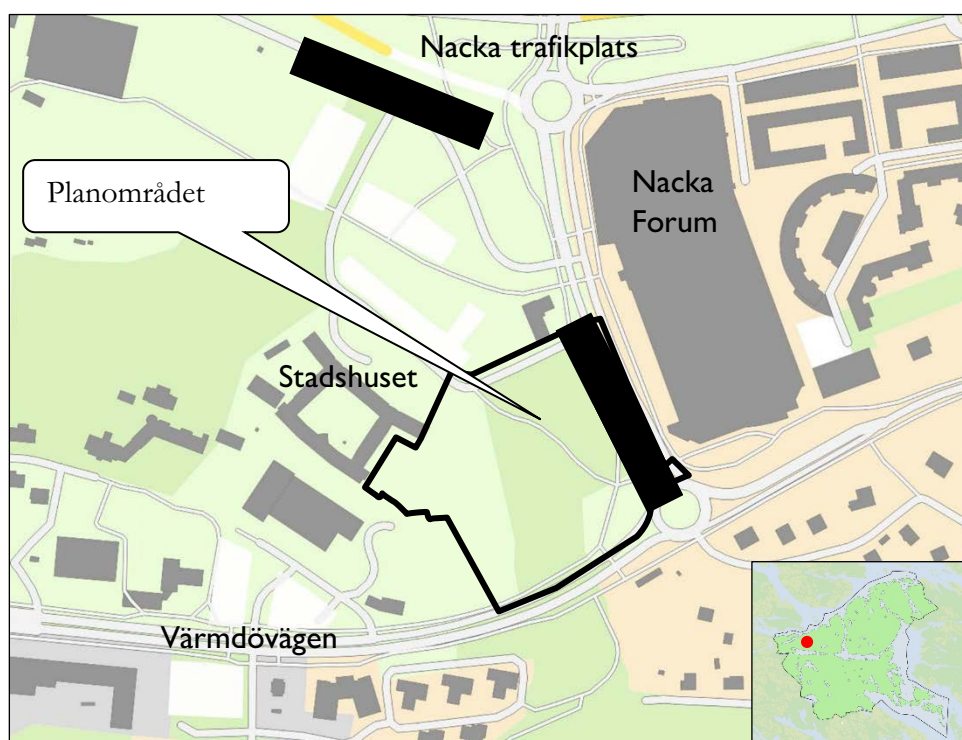 Nacka trafikplats
Planområdet
Nacka
Forum
Stadshuset
Värmdövägen